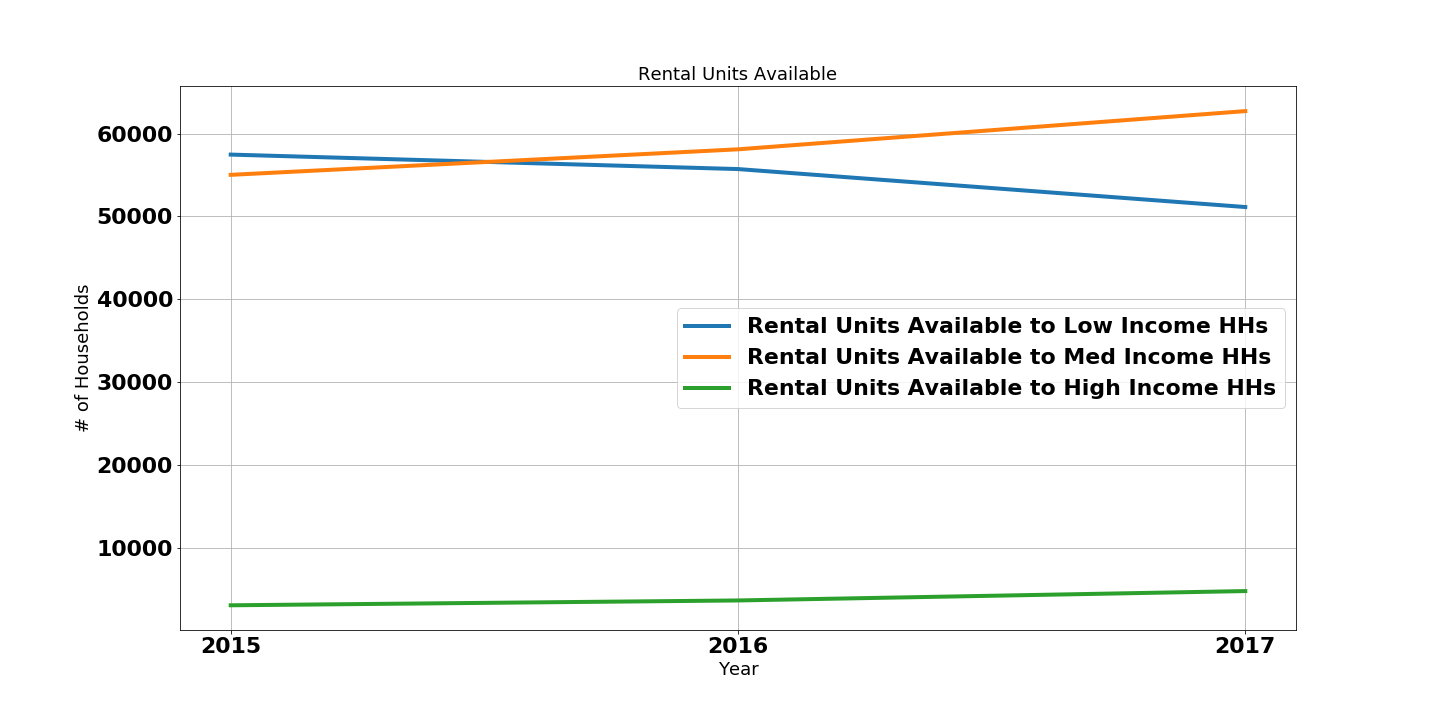 Rental Units Available
60000
50000
40000
30000
20000
10000
# of Households
Rental Units Available to Low Income HHs
Rental Units Available to Med Income HHs
Rental Units Available to High Income HHs
2015 2016 2017
Year